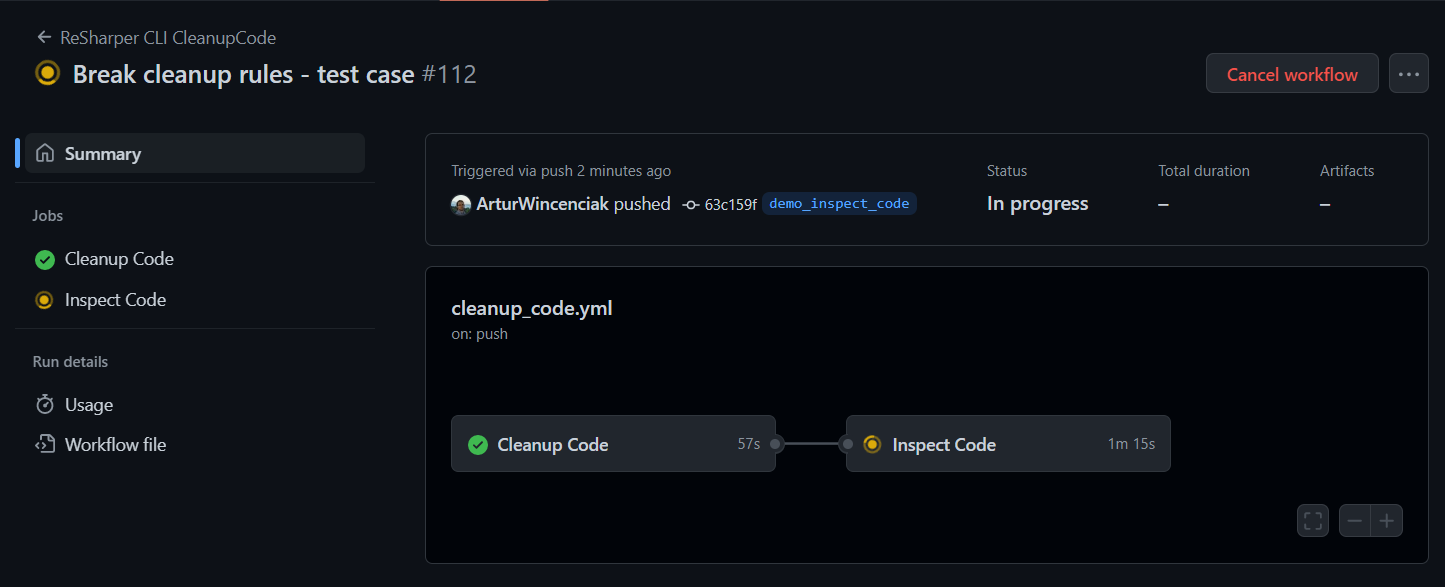 ReSharper CLI CleanupCode
Break cleanup rules - test case #112
Cancel workflow
Summary
Jobs
Cleanup Code
Inspect Code
Run details
Usage
Workflow file
Triggered via push 2 minutes ago
ArturWincenciak pushed 63c159f demo_inspect_code
Status
In progress
Total duration
–
Artifacts
–
cleanup_code.yml
on: push
Cleanup Code 57s
Inspect Code 1m 15s